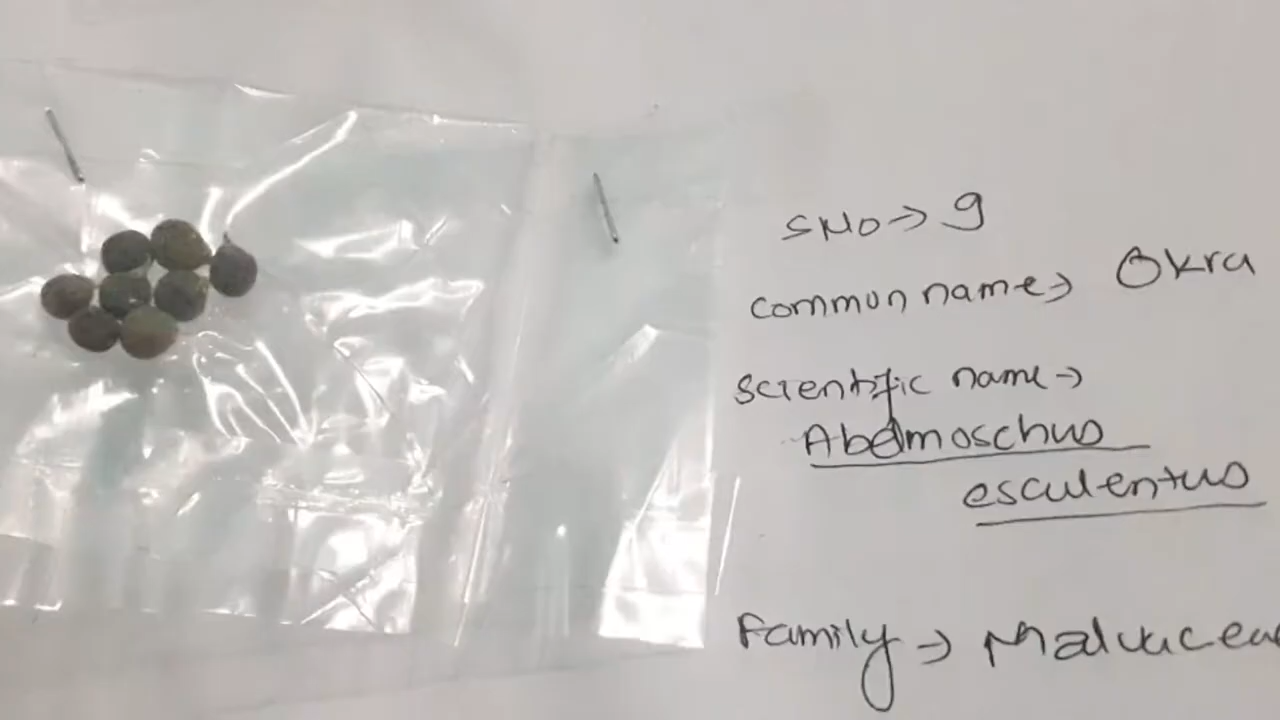 SNO → 9
common name → Okra
Scientific name →
Abelmoschus
esculentus
Family → Malvaceae